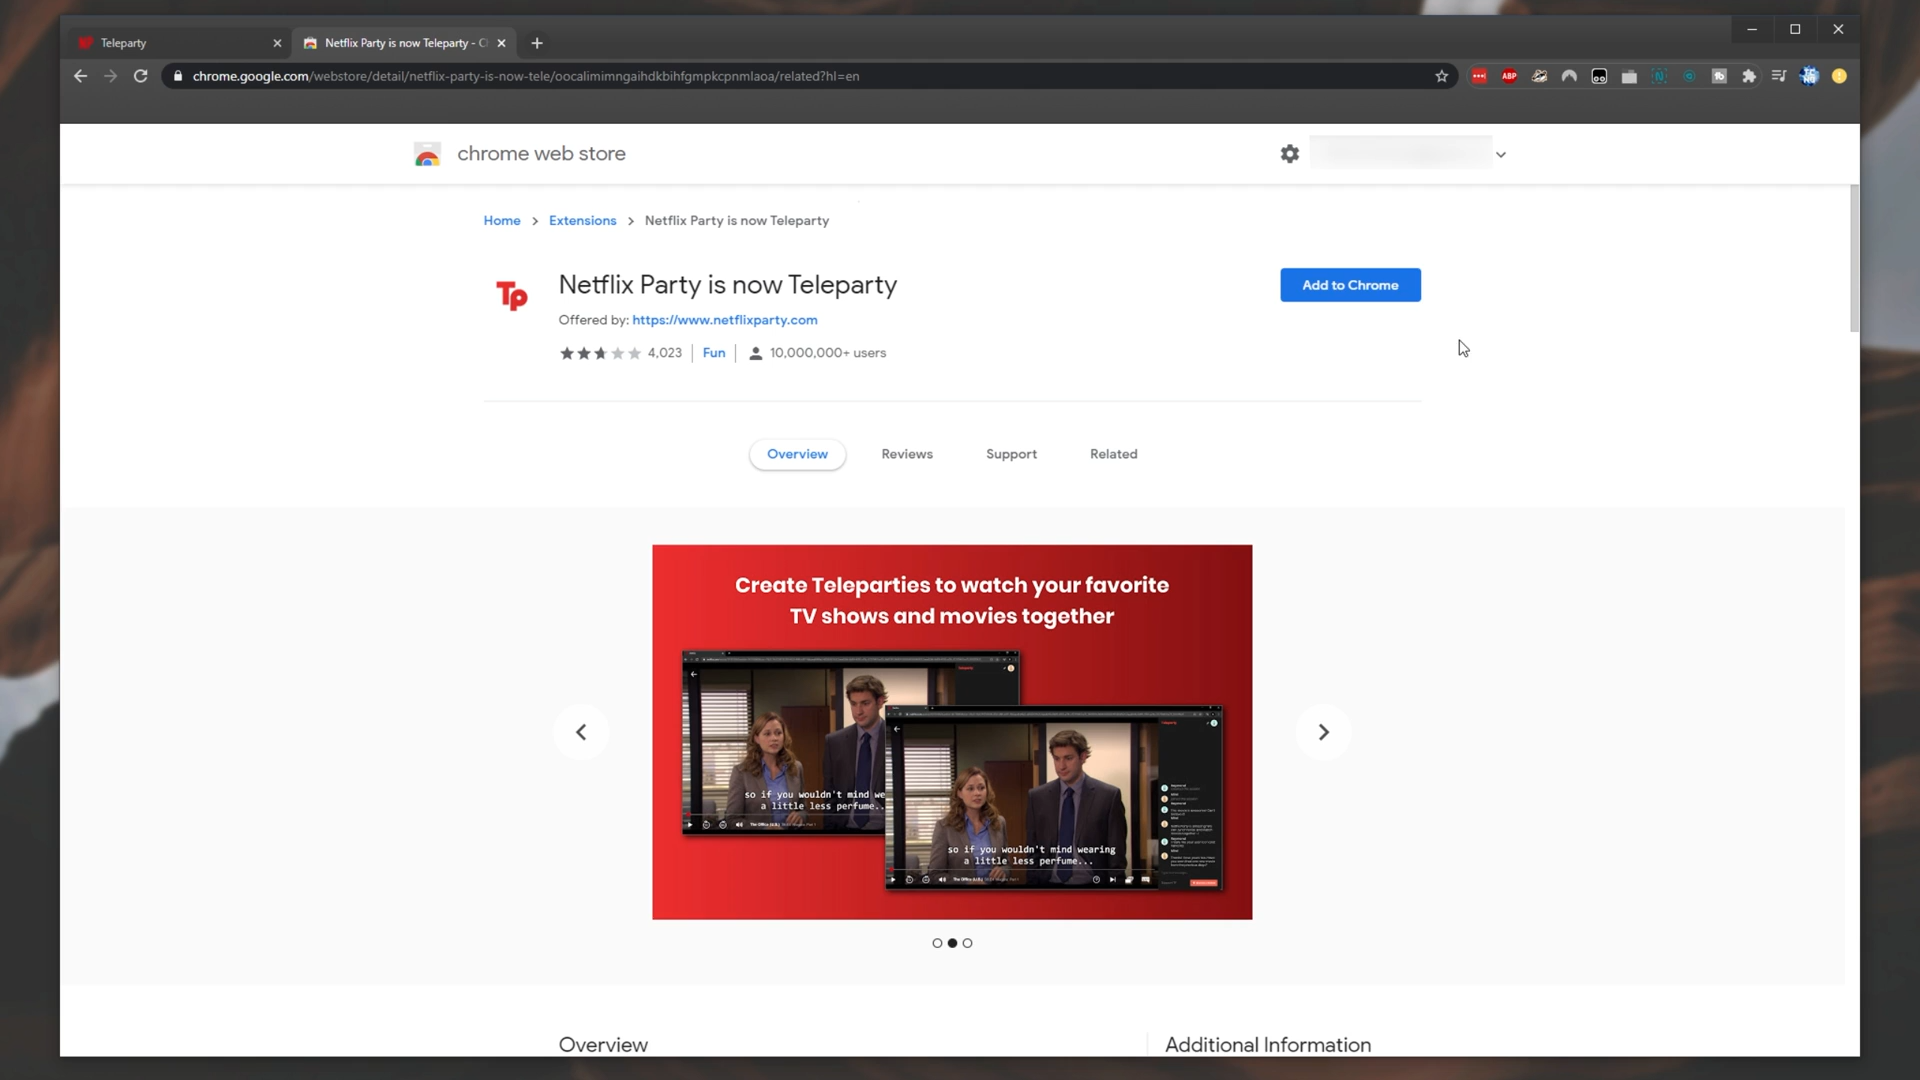 Teleparty
Netflix Party is now Teleparty - C
chrome.google.com/webstore/detail/netflix-party-is-now-tele/oocalimimngaihdkbihfgmpkcpnmlaoa/related?hl=en
ABP
chrome web store
Home > Extensions > Netflix Party is now Teleparty
Tp
Netflix Party is now Teleparty
Add to Chrome
Offered by: https://www.netflixparty.com
4,023
Fun
10,000,000+ users
Overview
Reviews
Support
Related
Create Teleparties to watch your favorite
TV shows and movies together
so if you wouldn't mind we
a little less perfume..
so if you wouldn't mind wearing
a little less perfume...
Overview
Additional Information